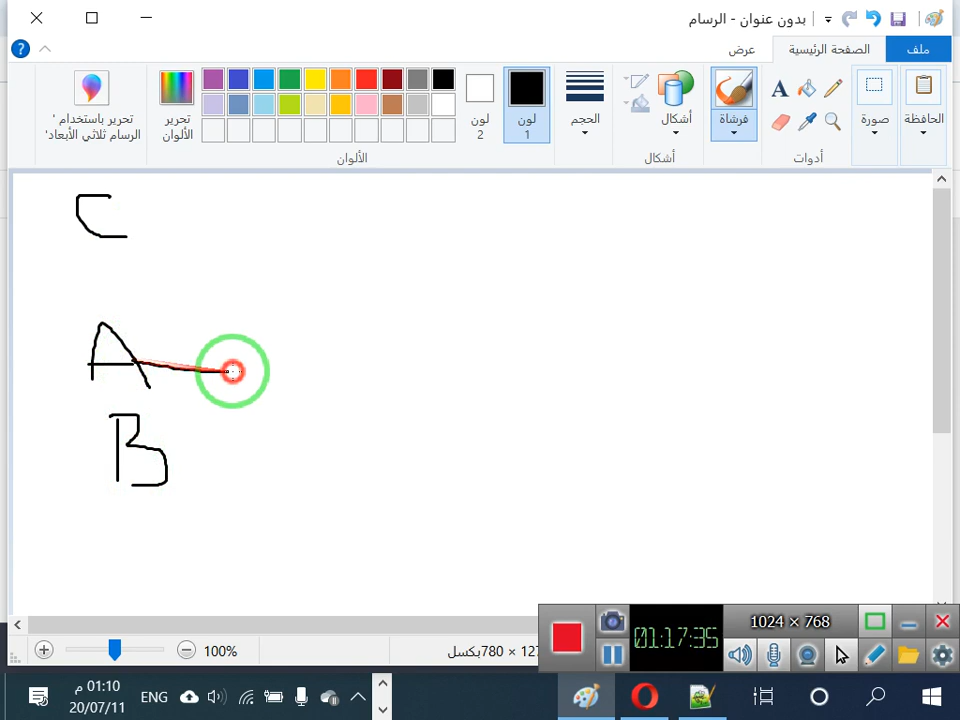 بدون عنوان - الرسام
ملف
الصفحة الرئيسية
عرض
الحافظة
صورة
أدوات
فرشاة
أشكال
أشكال
الحجم
لون
1
لون
2
الألوان
تحرير
الألوان
تحرير باستخدام '
الرسام ثلاثي الأبعاد'
C
A
B
100%
127
× 780بكسل
1024 × 768
01:17:35
01:10 م
20/07/11
ENG